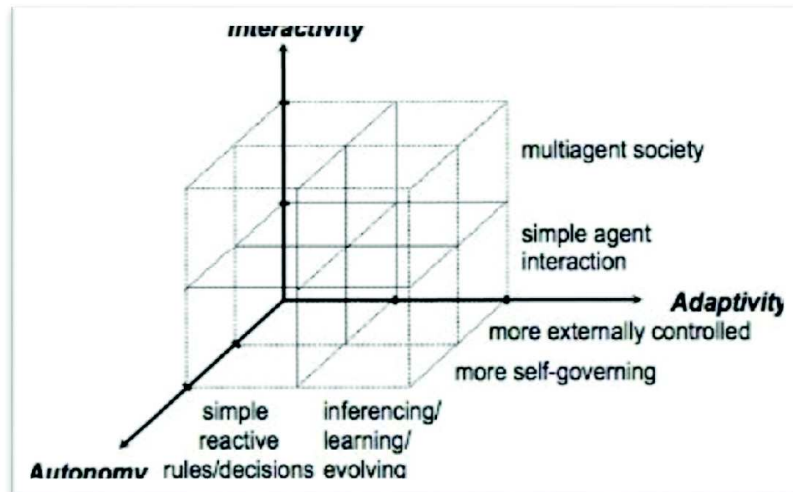 Interactivity
multiagent society
simple agent
interaction
Adaptivity
more externally controlled
more self-governing
simple inferencing/
reactive learning/
Autonomy rules/decisions evolving